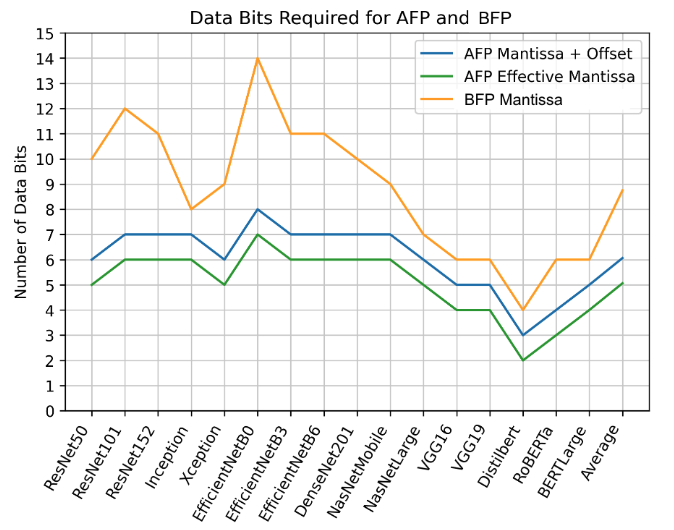 Data Bits Required for AFP and BFP
Number of Data Bits
15
14
13
12
11
10
9
8
7
6
5
4
3
2
1
0
AFP Mantissa + Offset
AFP Effective Mantissa
BFP Mantissa
ResNet50
ResNet101
ResNet152
Inception
Xception
EfficientNetB0
EfficientNetB3
EfficientNetB6
DenseNet201
NasNetMobile
NasNetLarge
VGG16
VGG19
Distilbert
RoBERTa
BERTLarge
Average